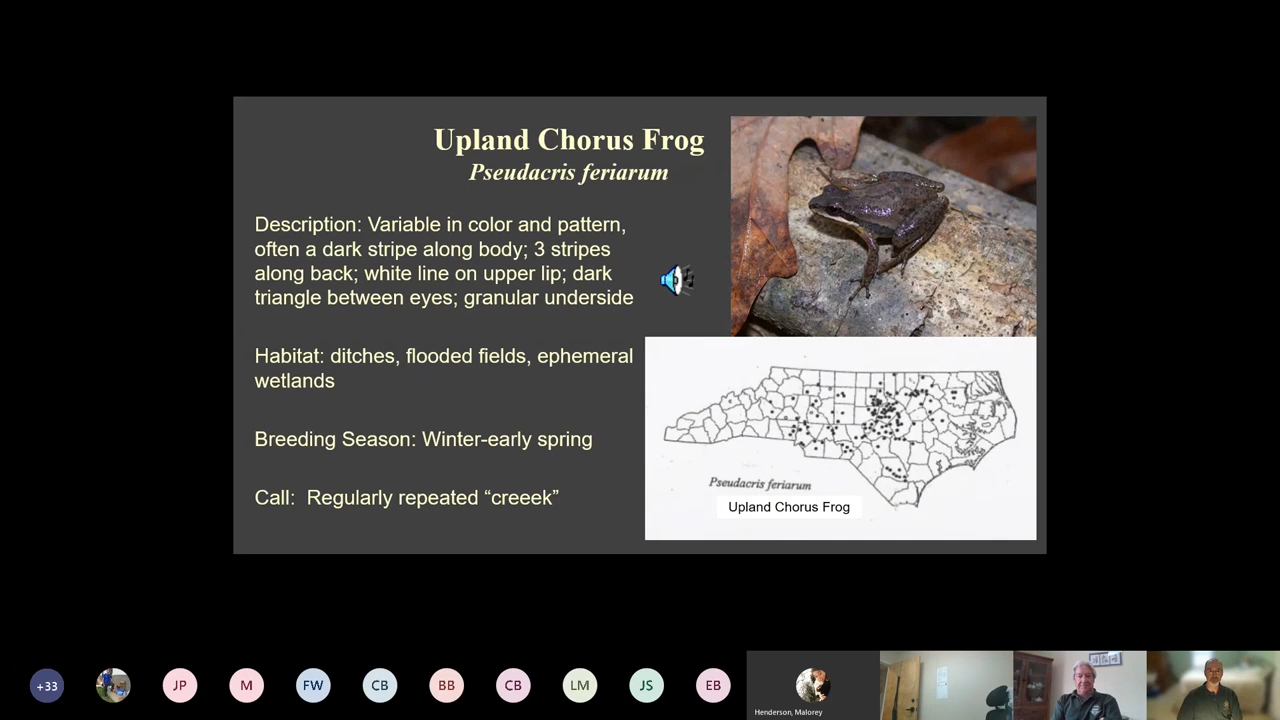 Upland Chorus Frog
Pseudacris feriarum
Description: Variable in color and pattern,
often a dark stripe along body; 3 stripes
along back; white line on upper lip; dark
triangle between eyes; granular underside
Habitat: ditches, flooded fields, ephemeral
wetlands
Breeding Season: Winter-early spring
Call: Regularly repeated “creeek”
Pseudacris feriarum
Upland Chorus Frog
+33
JP
M
FW
CB
BB
CB
LM
JS
EB
Henderson, Malorey